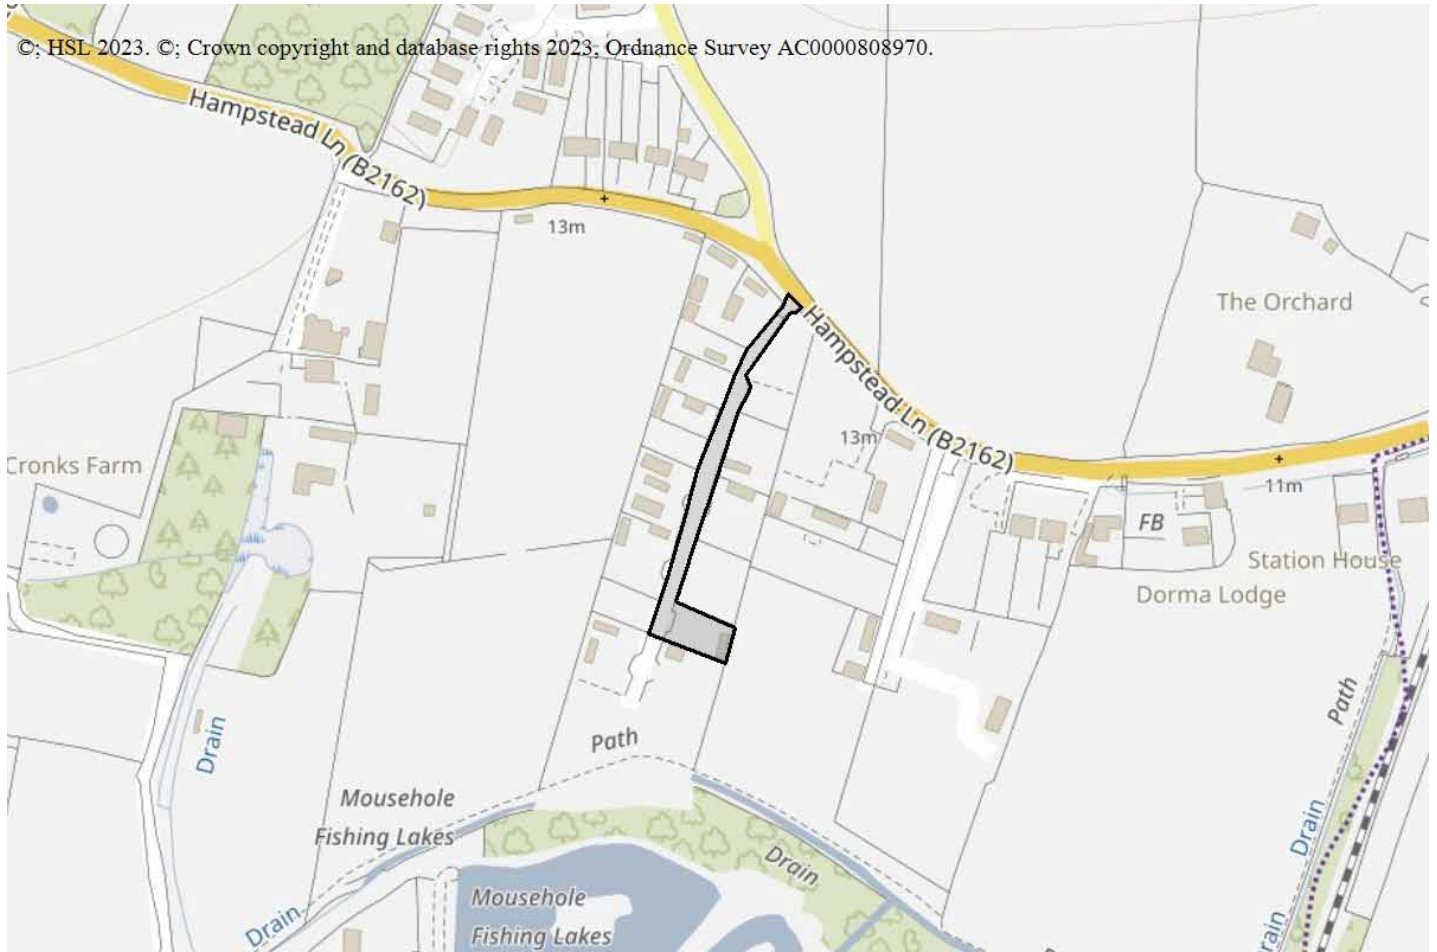 ©; HSL 2023. ©; Crown copyright and database rights 2023, Ordnance Survey AC0000808970.
Hampstead Ln (B2162)
13m
The Orchard
Hampstead Ln (B2162)
13m
11m
Cronks Farm
FB
Station House
Dorma Lodge
Path
Path
Drain
Mousehole
Fishing Lakes
Drain
Drain
Mousehole
Fishing Lakes
Drain